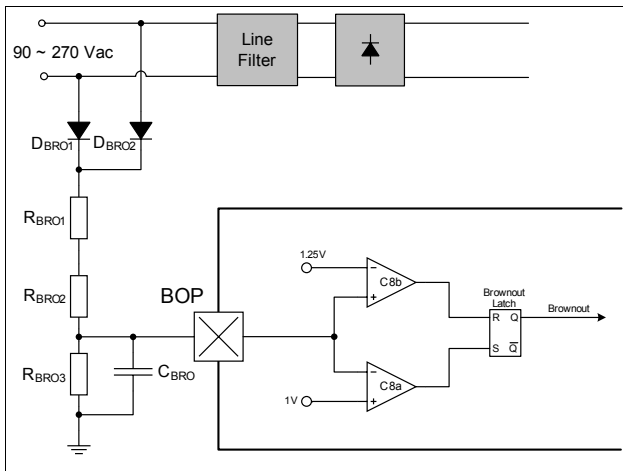 90 ~ 270 Vac
Line
Filter
DBRO1
DBRO2
RBRO1
RBRO2
RBRO3
CBRO
BOP
1.25V
−
C8b
+
−
C8a
+
1V
Brownout
Latch
R Q
S Q̅
Brownout